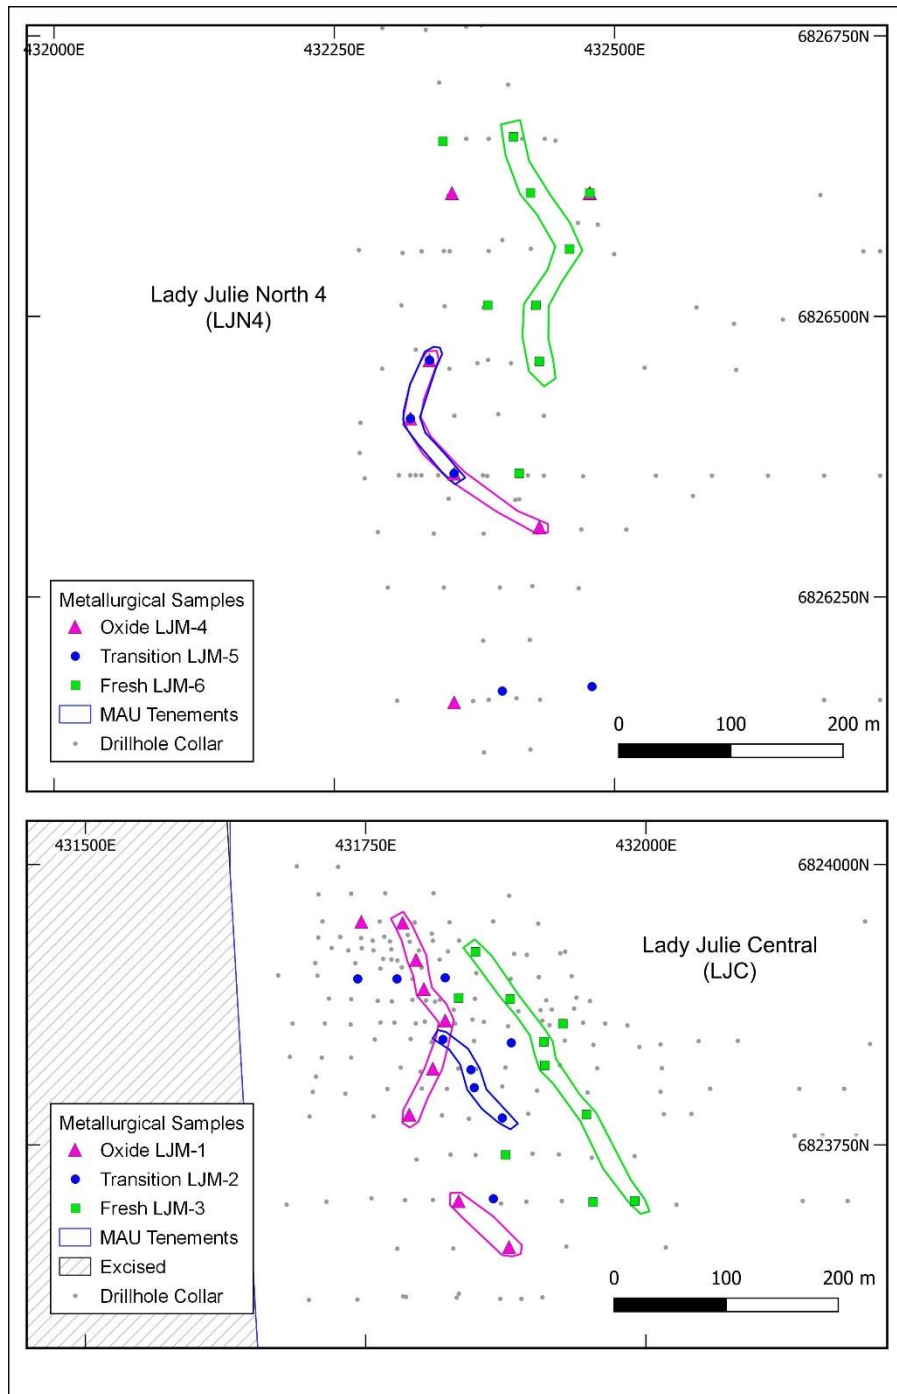 432000E
432250E
432500E
6826750N
Lady Julie North 4
(LJN4)
6826500N
6826250N
Metallurgical Samples
Oxide LJM-4
Transition LJM-5
Fresh LJM-6
MAU Tenements
Drillhole Collar
0 100 200 m
431500E
431750E
432000E
6824000N
Lady Julie Central
(LJC)
6823750N
Metallurgical Samples
Oxide LJM-1
Transition LJM-2
Fresh LJM-3
MAU Tenements
Excised
Drillhole Collar
0 100 200 m